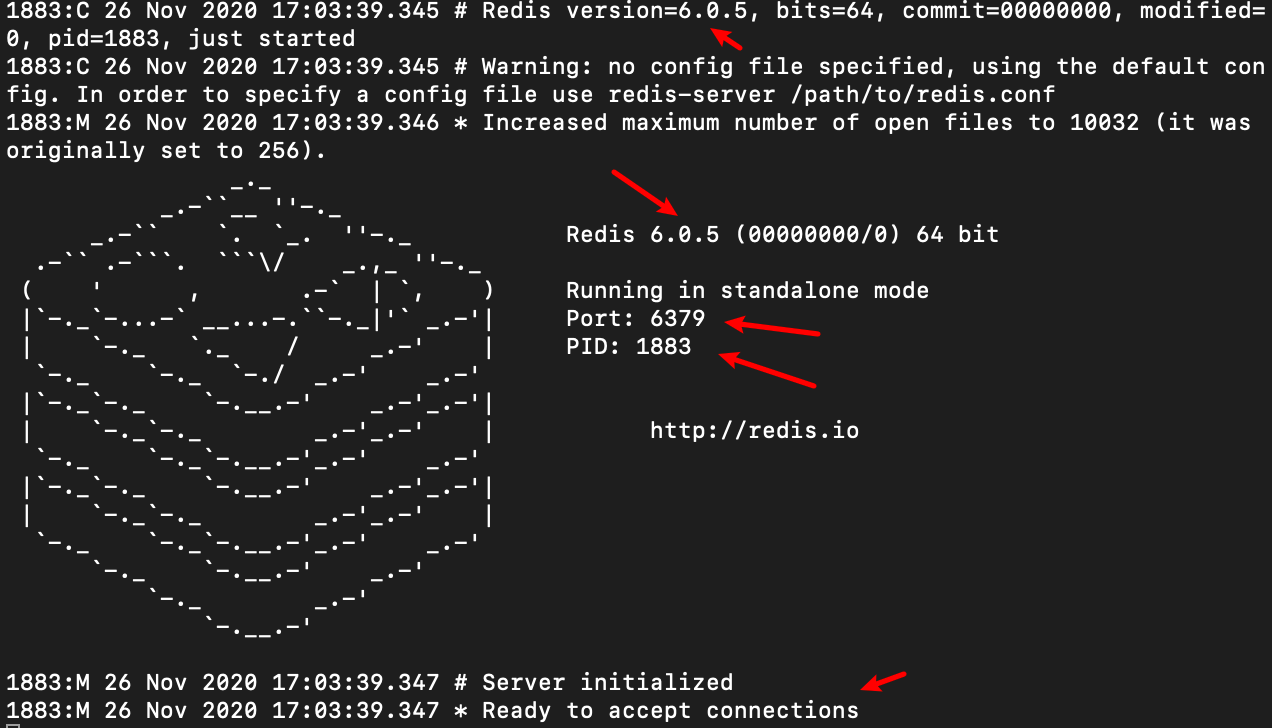 1883:C 26 Nov 2020 17:03:39.345 # Redis version=6.0.5, bits=64, commit=00000000, modified=
0, pid=1883, just started
1883:C 26 Nov 2020 17:03:39.345 # Warning: no config file specified, using the default con
fig. In order to specify a config file use redis-server /path/to/redis.conf
1883:M 26 Nov 2020 17:03:39.346 * Increased maximum number of open files to 10032 (it was
originally set to 256).
Redis 6.0.5 (00000000/0) 64 bit
Running in standalone mode
Port: 6379
PID: 1883
http://redis.io
1883:M 26 Nov 2020 17:03:39.347 # Server initialized
1883:M 26 Nov 2020 17:03:39.347 * Ready to accept connections